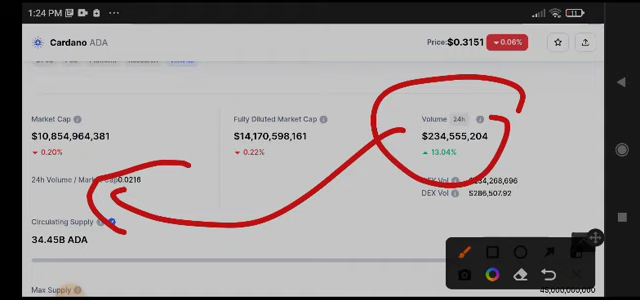 1:24 PM
Cardano ADA
Price:$0.3151 0.06%
Market Cap
$10,854,964,381
0.20%
Fully Diluted Market Cap
$14,170,598,161
0.22%
Volume 24h
$234,555,204
13.04%
24h Volume / Market Cap 0.0216
$234,268,696
DEX Vol $286,507.92
Circulating Supply
34.45B ADA
Max Supply
45,000,000,000